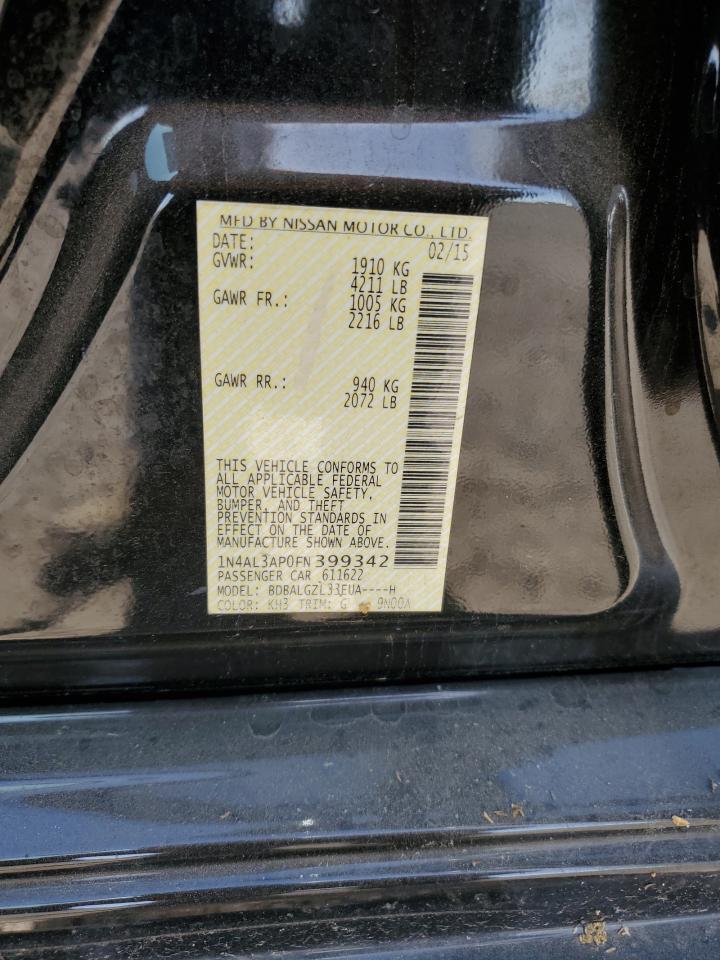 MFD BY NISSAN MOTOR CO., LTD.
DATE: 02/15
GVWR: 1910 KG
4211 LB
GAWR FR.: 1005 KG
2216 LB
GAWR RR.: 940 KG
2072 LB
THIS VEHICLE CONFORMS TO
ALL APPLICABLE FEDERAL
MOTOR VEHICLE SAFETY,
BUMPER, AND THEFT
PREVENTION STANDARDS IN
EFFECT ON THE DATE OF
MANUFACTURE SHOWN ABOVE.
1N4AL3AP0FN399342
PASSENGER CAR 611622
MODEL: BDBALGZL33EUA----H
COLOR: KH3 TRIM: